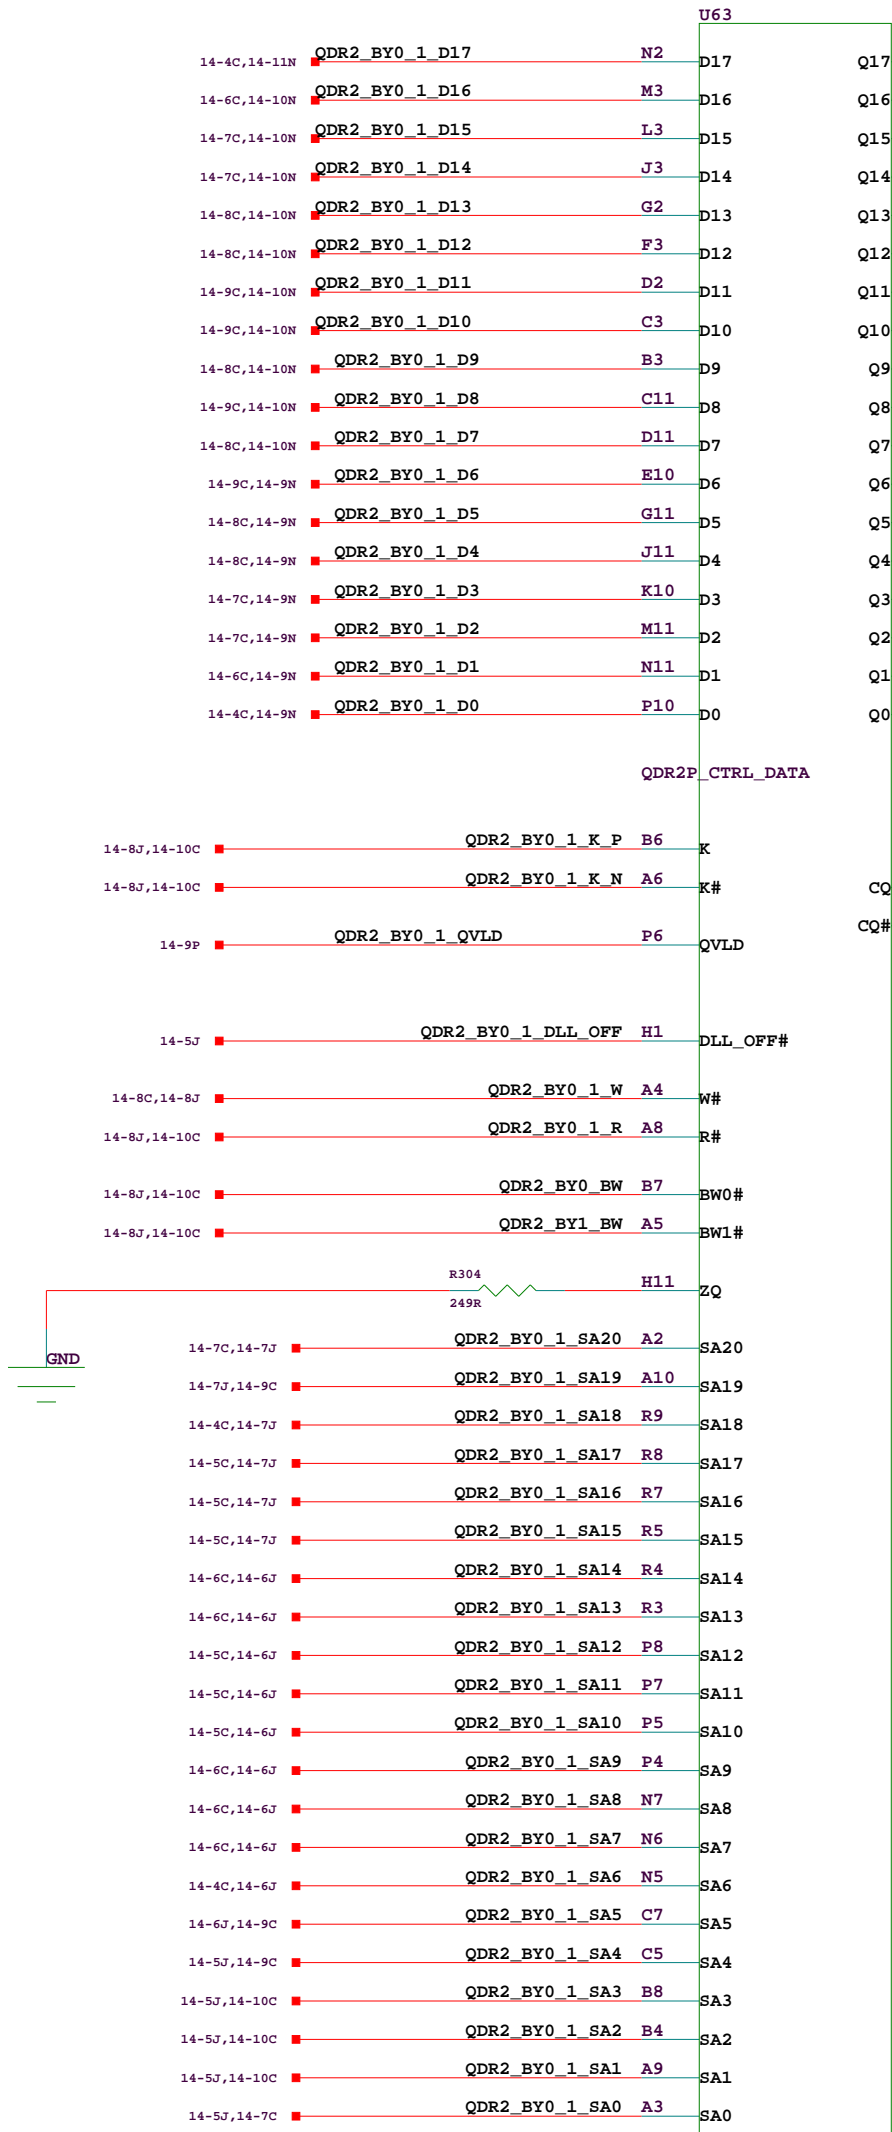 U63
14-4C,14-11N QDR2_BY0_1_D17 N2 D17 Q17
14-6C,14-10N QDR2_BY0_1_D16 M3 D16 Q16
14-7C,14-10N QDR2_BY0_1_D15 L3 D15 Q15
14-7C,14-10N QDR2_BY0_1_D14 J3 D14 Q14
14-8C,14-10N QDR2_BY0_1_D13 G2 D13 Q13
14-8C,14-10N QDR2_BY0_1_D12 F3 D12 Q12
14-9C,14-10N QDR2_BY0_1_D11 D2 D11 Q11
14-9C,14-10N QDR2_BY0_1_D10 C3 D10 Q10
14-8C,14-10N QDR2_BY0_1_D9 B3 D9 Q9
14-9C,14-10N QDR2_BY0_1_D8 C11 D8 Q8
14-8C,14-10N QDR2_BY0_1_D7 D11 D7 Q7
14-9C,14-9N QDR2_BY0_1_D6 E10 D6 Q6
14-8C,14-9N QDR2_BY0_1_D5 G11 D5 Q5
14-8C,14-9N QDR2_BY0_1_D4 J11 D4 Q4
14-7C,14-9N QDR2_BY0_1_D3 K10 D3 Q3
14-7C,14-9N QDR2_BY0_1_D2 M11 D2 Q2
14-6C,14-9N QDR2_BY0_1_D1 N11 D1 Q1
14-4C,14-9N QDR2_BY0_1_D0 P10 D0 Q0
QDR2P_CTRL_DATA
14-8J,14-10C QDR2_BY0_1_K_P B6 K
14-8J,14-10C QDR2_BY0_1_K_N A6 K# CQ
CQ#
14-9P QDR2_BY0_1_QVLD P6 QVLD
14-5J QDR2_BY0_1_DLL_OFF H1 DLL_OFF#
14-8C,14-8J QDR2_BY0_1_W A4 W#
14-8J,14-10C QDR2_BY0_1_R A8 R#
14-8J,14-10C QDR2_BY0_BW B7 BW0#
14-8J,14-10C QDR2_BY1_BW A5 BW1#
R304 H11 ZQ
249R
14-7C,14-7J QDR2_BY0_1_SA20 A2 SA20
GND
14-7J,14-9C QDR2_BY0_1_SA19 A10 SA19
14-4C,14-7J QDR2_BY0_1_SA18 R9 SA18
14-5C,14-7J QDR2_BY0_1_SA17 R8 SA17
14-5C,14-7J QDR2_BY0_1_SA16 R7 SA16
14-5C,14-7J QDR2_BY0_1_SA15 R5 SA15
14-6C,14-6J QDR2_BY0_1_SA14 R4 SA14
14-6C,14-6J QDR2_BY0_1_SA13 R3 SA13
14-5C,14-6J QDR2_BY0_1_SA12 P8 SA12
14-5C,14-6J QDR2_BY0_1_SA11 P7 SA11
14-5C,14-6J QDR2_BY0_1_SA10 P5 SA10
14-6C,14-6J QDR2_BY0_1_SA9 P4 SA9
14-6C,14-6J QDR2_BY0_1_SA8 N7 SA8
14-6C,14-6J QDR2_BY0_1_SA7 N6 SA7
14-4C,14-6J QDR2_BY0_1_SA6 N5 SA6
14-6J,14-9C QDR2_BY0_1_SA5 C7 SA5
14-5J,14-9C QDR2_BY0_1_SA4 C5 SA4
14-5J,14-10C QDR2_BY0_1_SA3 B8 SA3
14-5J,14-10C QDR2_BY0_1_SA2 B4 SA2
14-5J,14-10C QDR2_BY0_1_SA1 A9 SA1
14-5J,14-7C QDR2_BY0_1_SA0 A3 SA0